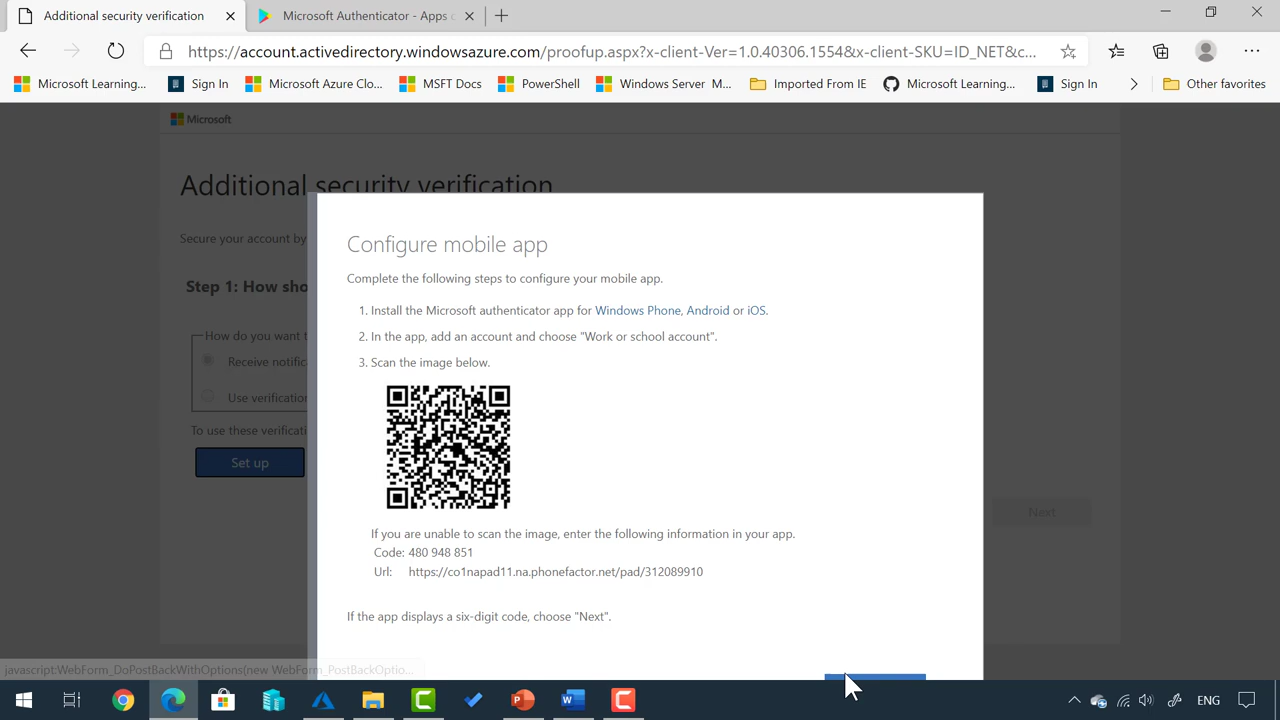 Additional security verification
Microsoft Authenticator - Apps
https://account.activedirectory.windowsazure.com/proofup.aspx?x-client-Ver=1.0.40306.1554&x-client-SKU=ID_NET&c...
Microsoft Learning... Sign In Microsoft Azure Clo... MSFT Docs PowerShell Windows Server M... Imported From IE Microsoft Learning... Sign In Other favorites
Microsoft
Additional security verification
Secure your account by
Configure mobile app
Complete the following steps to configure your mobile app.
Step 1: How sho
1. Install the Microsoft authenticator app for Windows Phone, Android or iOS.
How do you want t
2. In the app, add an account and choose "Work or school account".
Receive notifica
3. Scan the image below.
Use verification
To use these verificati
Set up
Next
If you are unable to scan the image, enter the following information in your app.
Code: 480 948 851
Url: https://co1napad11.na.phonefactor.net/pad/312089910
If the app displays a six-digit code, choose "Next".
javascript:WebForm_DoPostBackWithOptions(new WebForm_PostBackOptio...
ENG